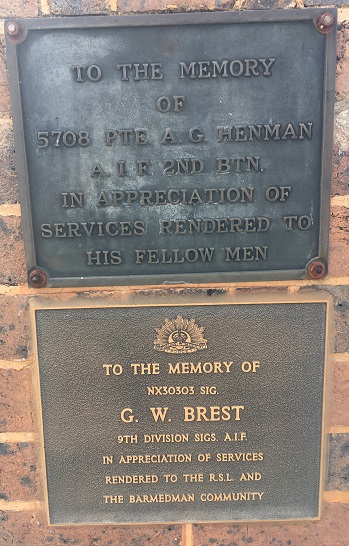 TO THE MEMORY
OF
5708 PTE. A. G. HENMAN
A. I. F. 2ND BTN.
IN APPRECIATION OF
SERVICES RENDERED TO
HIS FELLOW MEN
TO THE MEMORY OF
NX30303 SIG.
G. W. BREST
9TH DIVISION SIGS. A.I.F.
IN APPRECIATION OF SERVICES
RENDERED TO THE R.S.L. AND
THE BARMEDMAN COMMUNITY